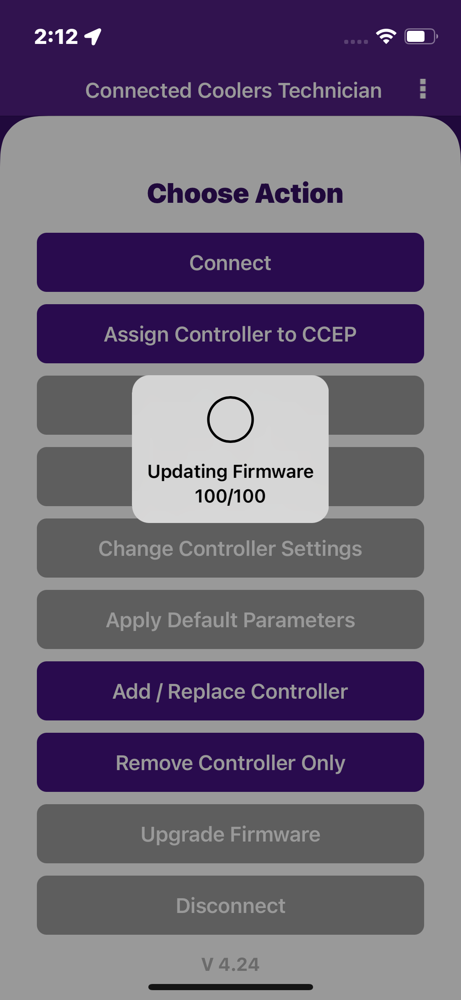 2:12
Connected Coolers Technician
Choose Action
Connect
Assign Controller to CCEP
Updating Firmware
100/100
Change Controller Settings
Apply Default Parameters
Add / Replace Controller
Remove Controller Only
Upgrade Firmware
Disconnect
V 4.24